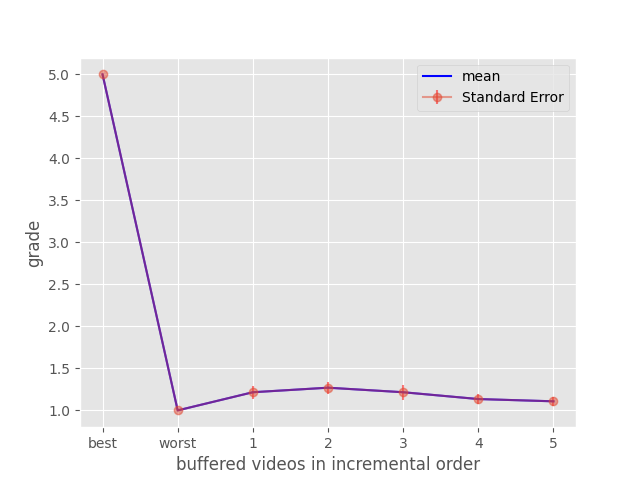 mean
Standard Error
5.0
4.5
4.0
3.5
3.0
2.5
2.0
1.5
1.0
grade
best worst 1 2 3 4 5
buffered videos in incremental order